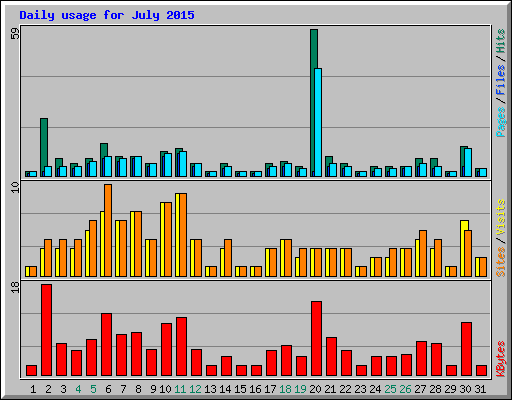 Daily usage for July 2015
59
Pages / Files / Hits
10
Sites / Visits
18
KBytes
1 2 3 4 5 6 7 8 9 10 11 12 13 14 15 16 17 18 19 20 21 22 23 24 25 26 27 28 29 30 31